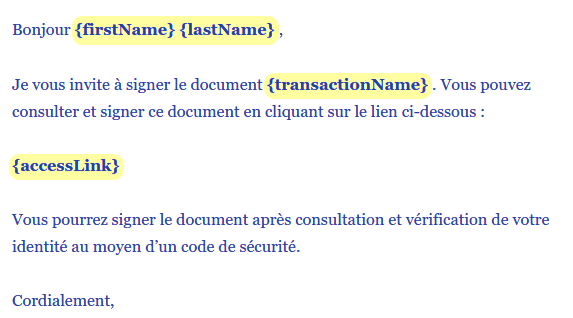 Bonjour {firstName} {lastName} ,
Je vous invite à signer le document {transactionName} . Vous pouvez
consulter et signer ce document en cliquant sur le lien ci-dessous :
{accessLink}
Vous pourrez signer le document après consultation et vérification de votre
identité au moyen d’un code de sécurité.
Cordialement,